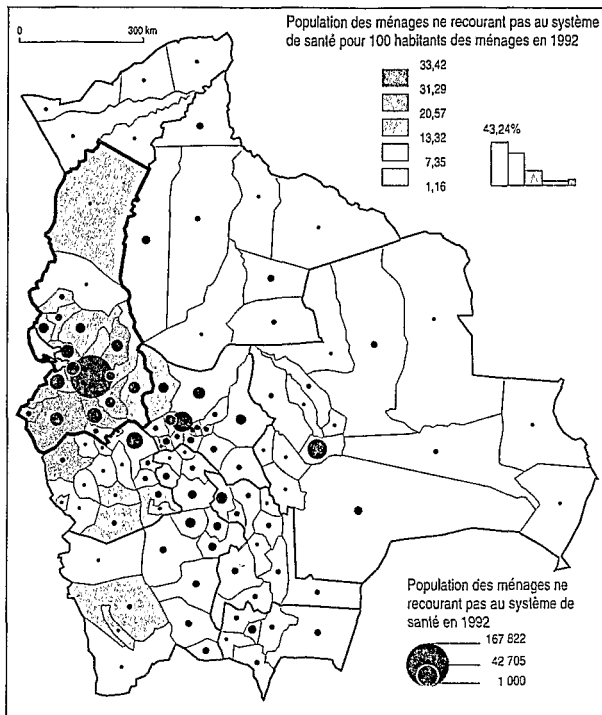 0 300 km
Population des ménages ne recourant pas au système
de santé pour 100 habitants des ménages en 1992
33,42
31,29
20,57
13,32
7,35
1,16
43,24%
Population des ménages ne
recourant pas au système de
santé en 1992
167 822
42 705
1 000